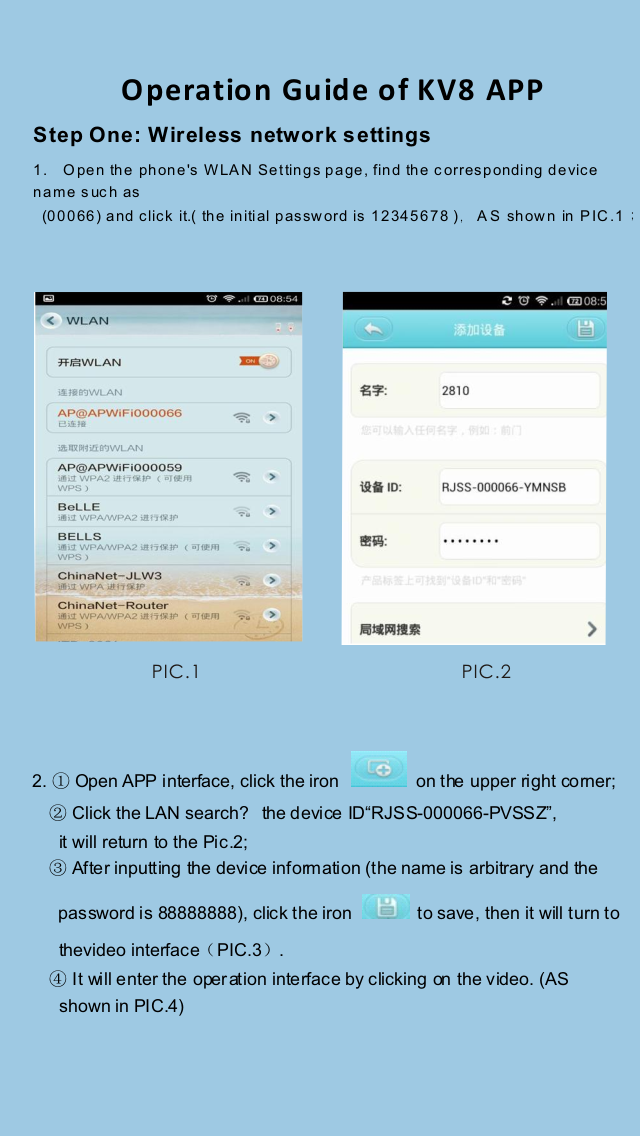 Operation Guide of KV8 APP
Step One: Wireless network settings
1. Open the phone's WLAN Settings page, find the corresponding device
name such as
(00066) and click it.( the initial password is 12345678 ), AS shown in PIC.1 ;
08:54
WLAN
开启WLAN
ON
连接的WLAN
AP@APWiFi000066
已连接
选取附近的WLAN
AP@APWiFi000059
通过 WPA2 进行保护（可使用
WPS）
BeLLE
通过 WPA/WPA2 进行保护
BELLS
通过 WPA/WPA2 进行保护（可使用
WPS）
ChinaNet-JLW3
通过 WPA 进行保护
ChinaNet-Router
通过 WPA/WPA2 进行保护（可使用
WPS）
PIC.1
72 08:5
添加设备
名字: 2810
您可以输入任何名字，例如：前门
设备 ID: RJSS-000066-YMNSB
密码: ••••••••
产品标签上可找到"设备ID"和"密码"
局域网搜索
PIC.2
2. ① Open APP interface, click the iron on the upper right corner;
② Click the LAN search? the device ID“RJSS-000066-PVSSZ”,
it will return to the Pic.2;
③ After inputting the device information (the name is arbitrary and the
password is 88888888), click the iron to save, then it will turn to
thevideo interface（PIC.3）.
④ It will enter the operation interface by clicking on the video. (AS
shown in PIC.4)